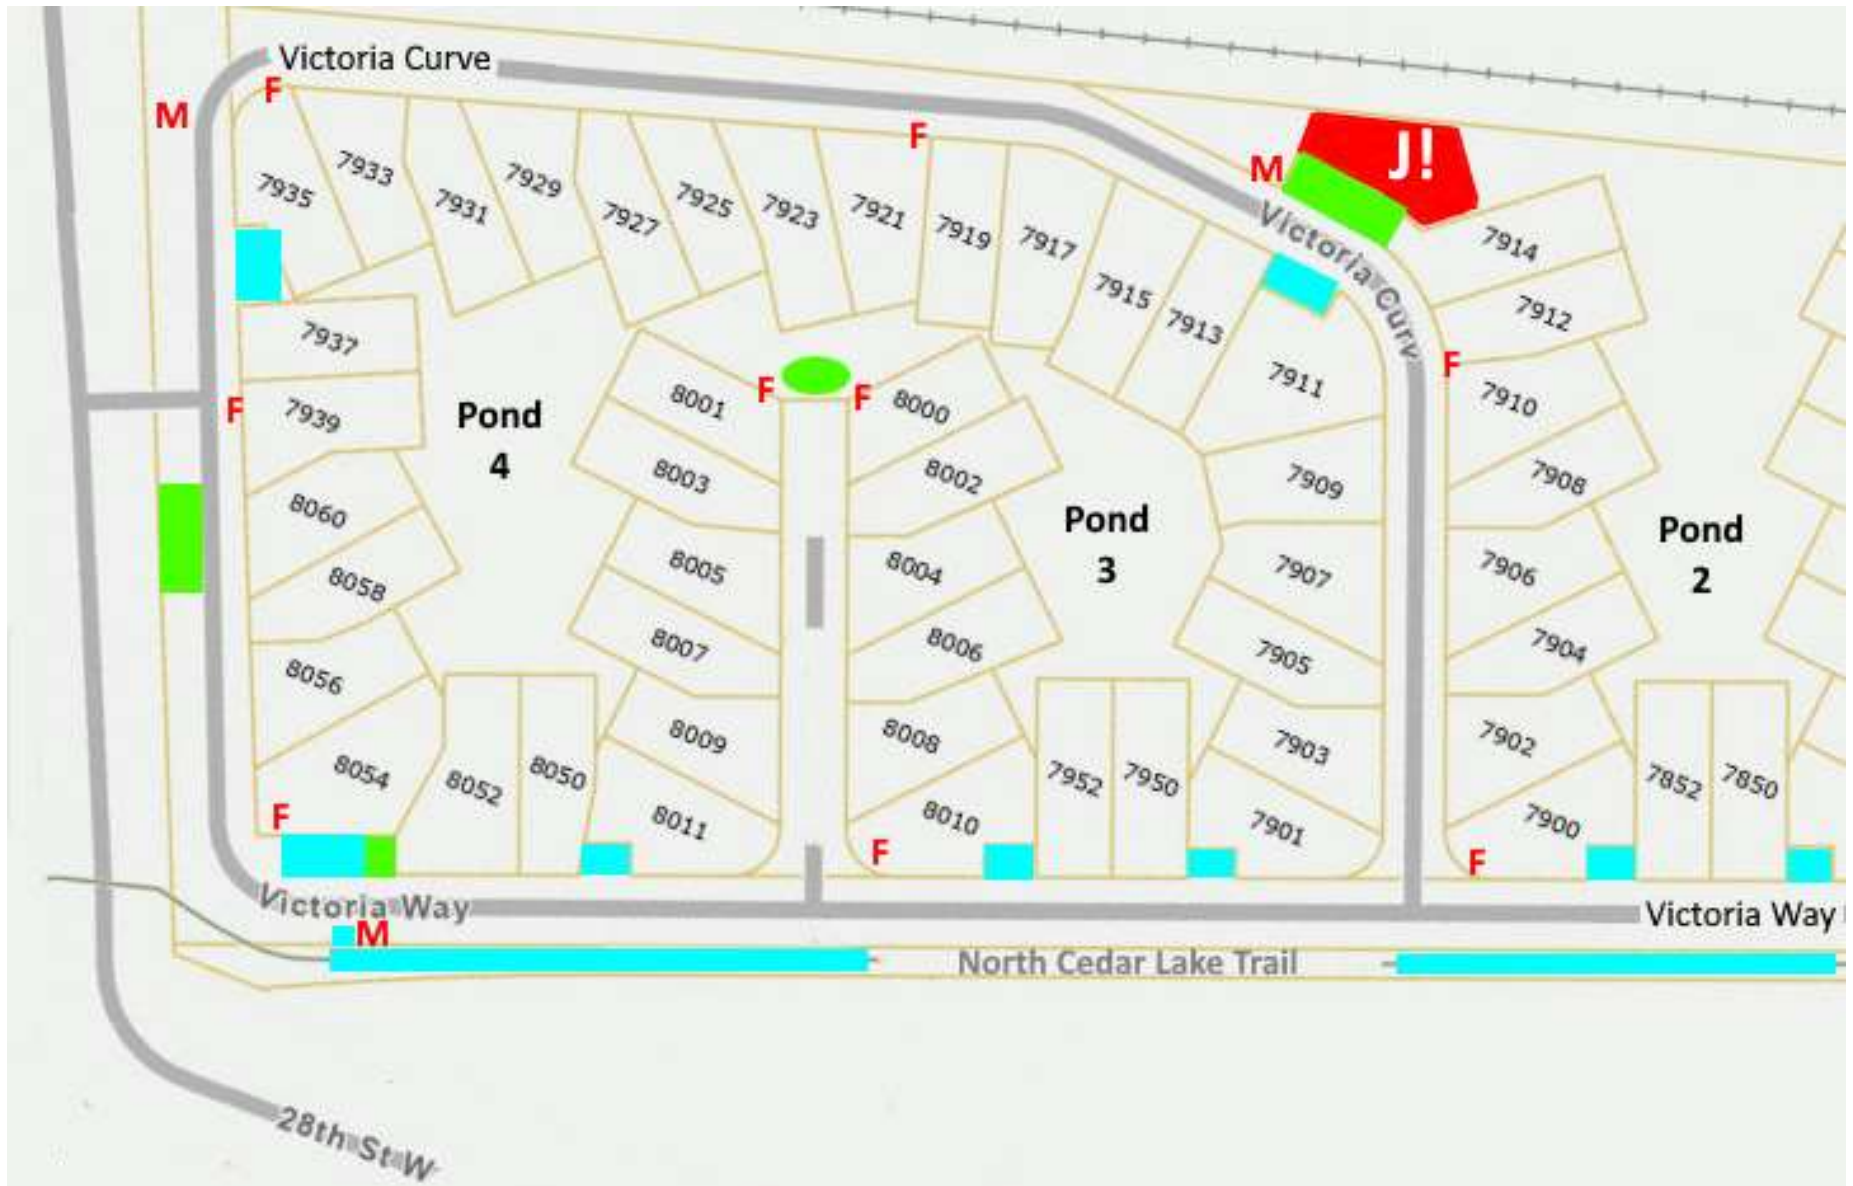 Victoria Curve
F
M
F
J!
M
7935
7933
7931
7929
7927
7925
7923
7921
7919
7917
7915
7913
Victoria Curv
7914
7912
7937
F
7939
Pond
4
8001
F
F
8000
7911
F
7910
8003
8002
7909
7908
8060
8058
8005
8004
Pond
3
7907
7906
Pond
2
8007
8006
7905
7904
8056
8054
8052
8050
8009
8008
7952
7950
7903
7902
7852
7850
F
8011
8010
F
7901
7900
F
Victoria Way
Victoria Way
M
North Cedar Lake Trail
28th St W